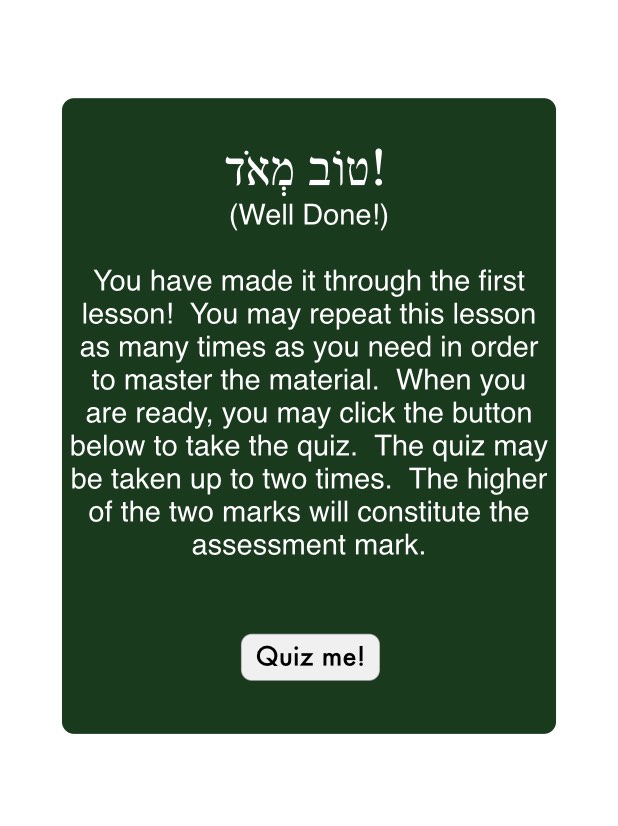 טוֹב מְאֹד!
(Well Done!)
You have made it through the first
lesson!  You may repeat this lesson
as many times as you need in order
to master the material.  When you
are ready, you may click the button
below to take the quiz.  The quiz may
be taken up to two times.  The higher
of the two marks will constitute the
assessment mark.
Quiz me!